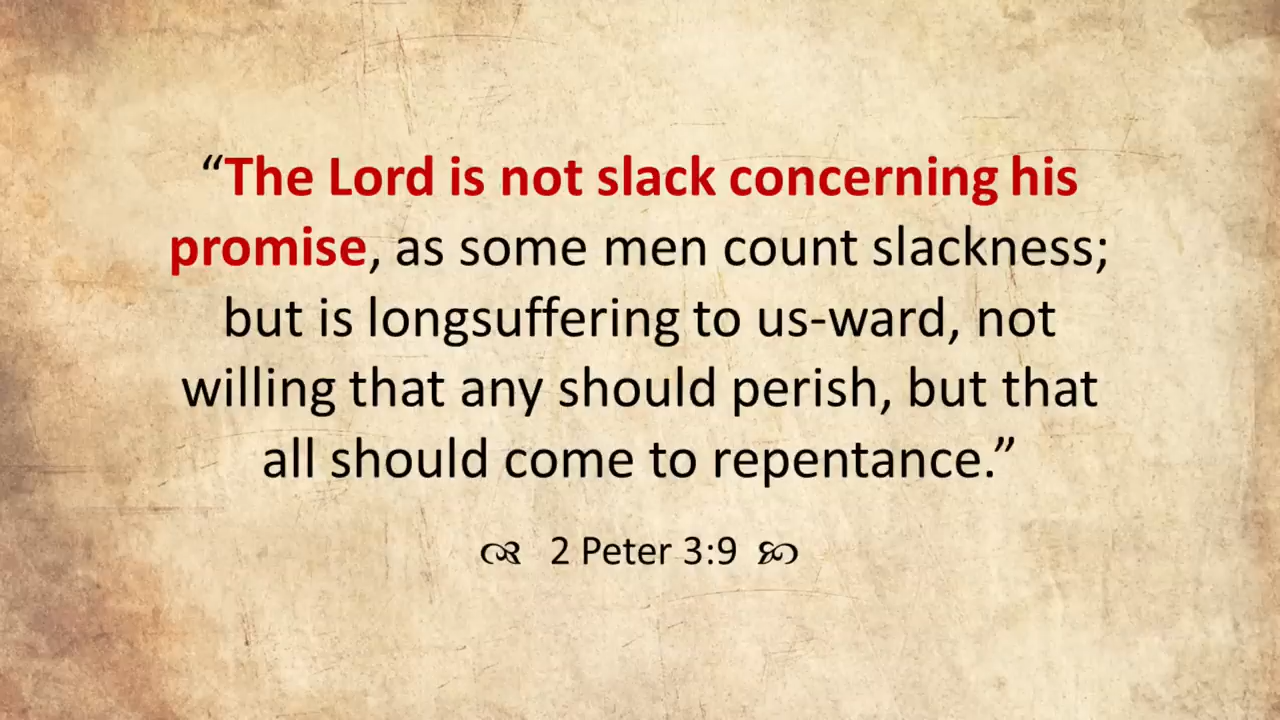 “The Lord is not slack concerning his
promise, as some men count slackness;
but is longsuffering to us-ward, not
willing that any should perish, but that
all should come to repentance.”
2 Peter 3:9